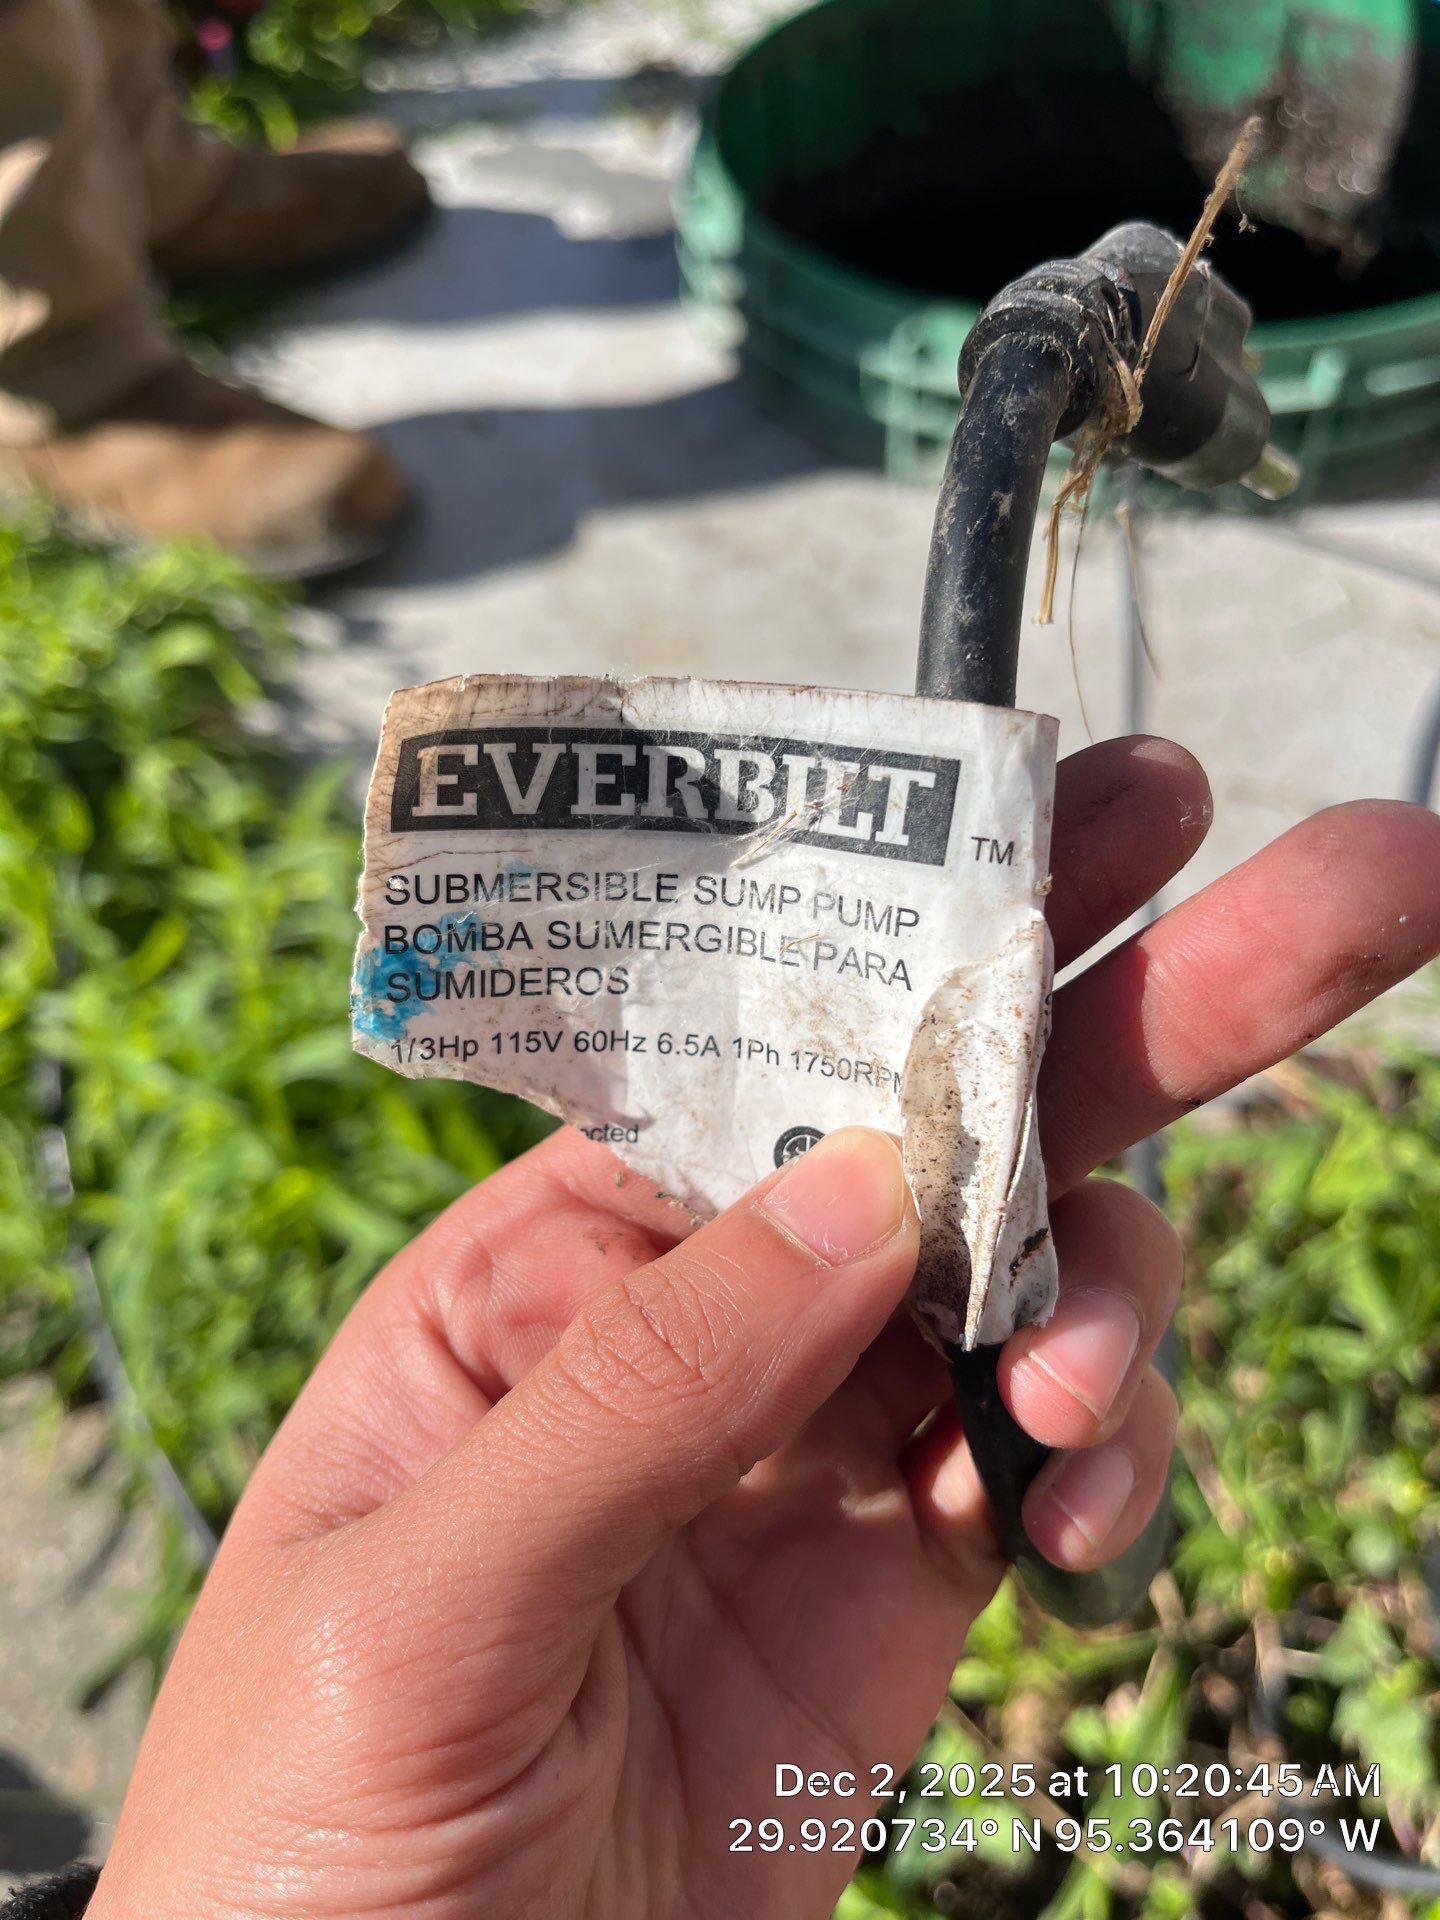 EVERBILT
TM
SUBMERSIBLE SUMP PUMP
BOMBA SUMERGIBLE PARA
SUMIDEROS
1/3Hp 115V 60Hz 6.5A 1Ph 1750RPM
Dec 2, 2025 at 10:20:45 AM
29.920734° N 95.364109° W